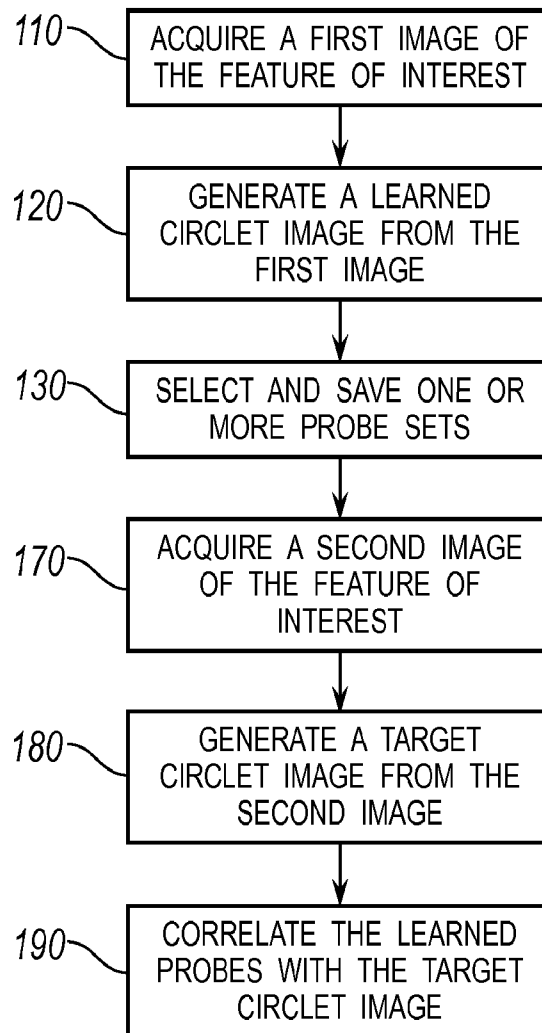 110
ACQUIRE A FIRST IMAGE OF
THE FEATURE OF INTEREST
120
GENERATE A LEARNED
CIRCLET IMAGE FROM THE
FIRST IMAGE
130
SELECT AND SAVE ONE OR
MORE PROBE SETS
170
ACQUIRE A SECOND IMAGE
OF THE FEATURE OF
INTEREST
180
GENERATE A TARGET
CIRCLET IMAGE FROM THE
SECOND IMAGE
190
CORRELATE THE LEARNED
PROBES WITH THE TARGET
CIRCLET IMAGE